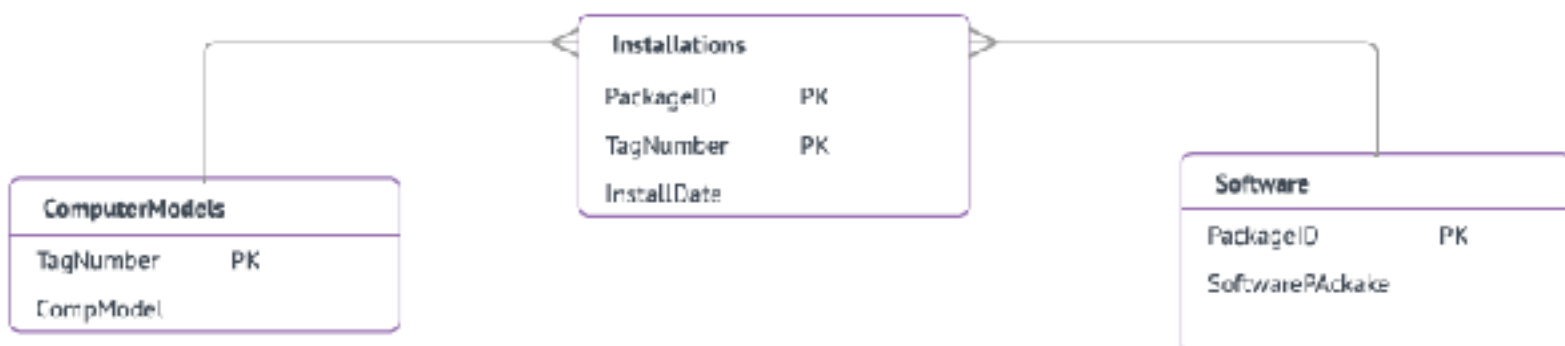 Installations
PackageID PK
TagNumber PK
InstallDate
ComputerModels
TagNumber PK
CompModel
Software
PackageID PK
SoftwarePAckake